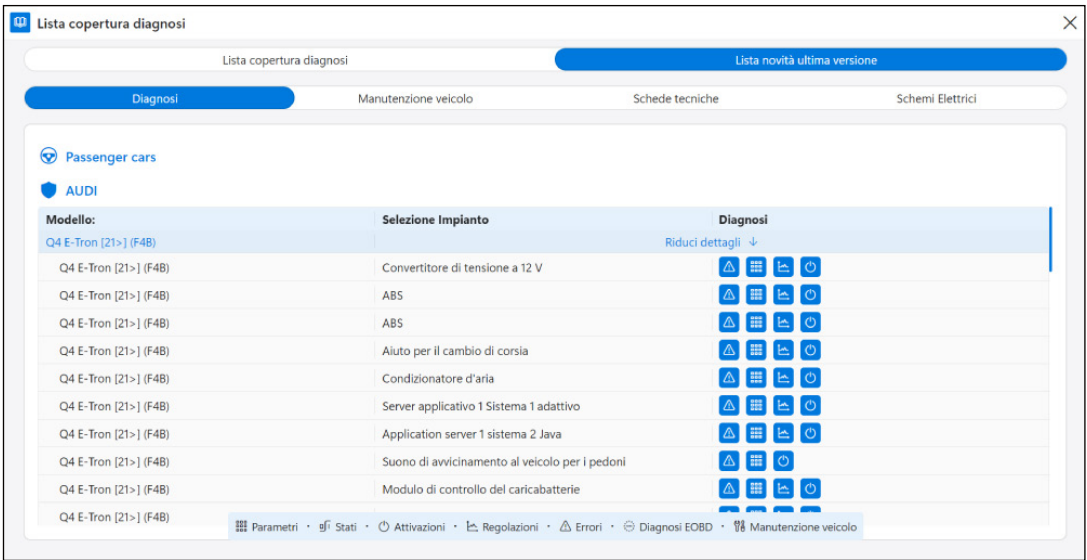 Lista copertura diagnosi
Lista copertura diagnosi Lista novità ultima versione
Diagnosi Manutenzione veicolo Schede tecniche Schemi Elettrici
Passenger cars
AUDI
Modello: Selezione Impianto Diagnosi
Q4 E-Tron [21>] (F4B) Riduci dettagli ↓
Q4 E-Tron [21>] (F4B) Convertitore di tensione a 12 V
Q4 E-Tron [21>] (F4B) ABS
Q4 E-Tron [21>] (F4B) ABS
Q4 E-Tron [21>] (F4B) Aiuto per il cambio di corsia
Q4 E-Tron [21>] (F4B) Condizionatore d'aria
Q4 E-Tron [21>] (F4B) Server applicativo 1 Sistema 1 adattivo
Q4 E-Tron [21>] (F4B) Application server 1 sistema 2 Java
Q4 E-Tron [21>] (F4B) Suono di avvicinamento al veicolo per i pedoni
Q4 E-Tron [21>] (F4B) Modulo di controllo del caricabatterie
Q4 E-Tron [21>] (F4B)
Parametri · Stati · Attivazioni · Regolazioni · Errori · Diagnosi EOBD · Manutenzione veicolo